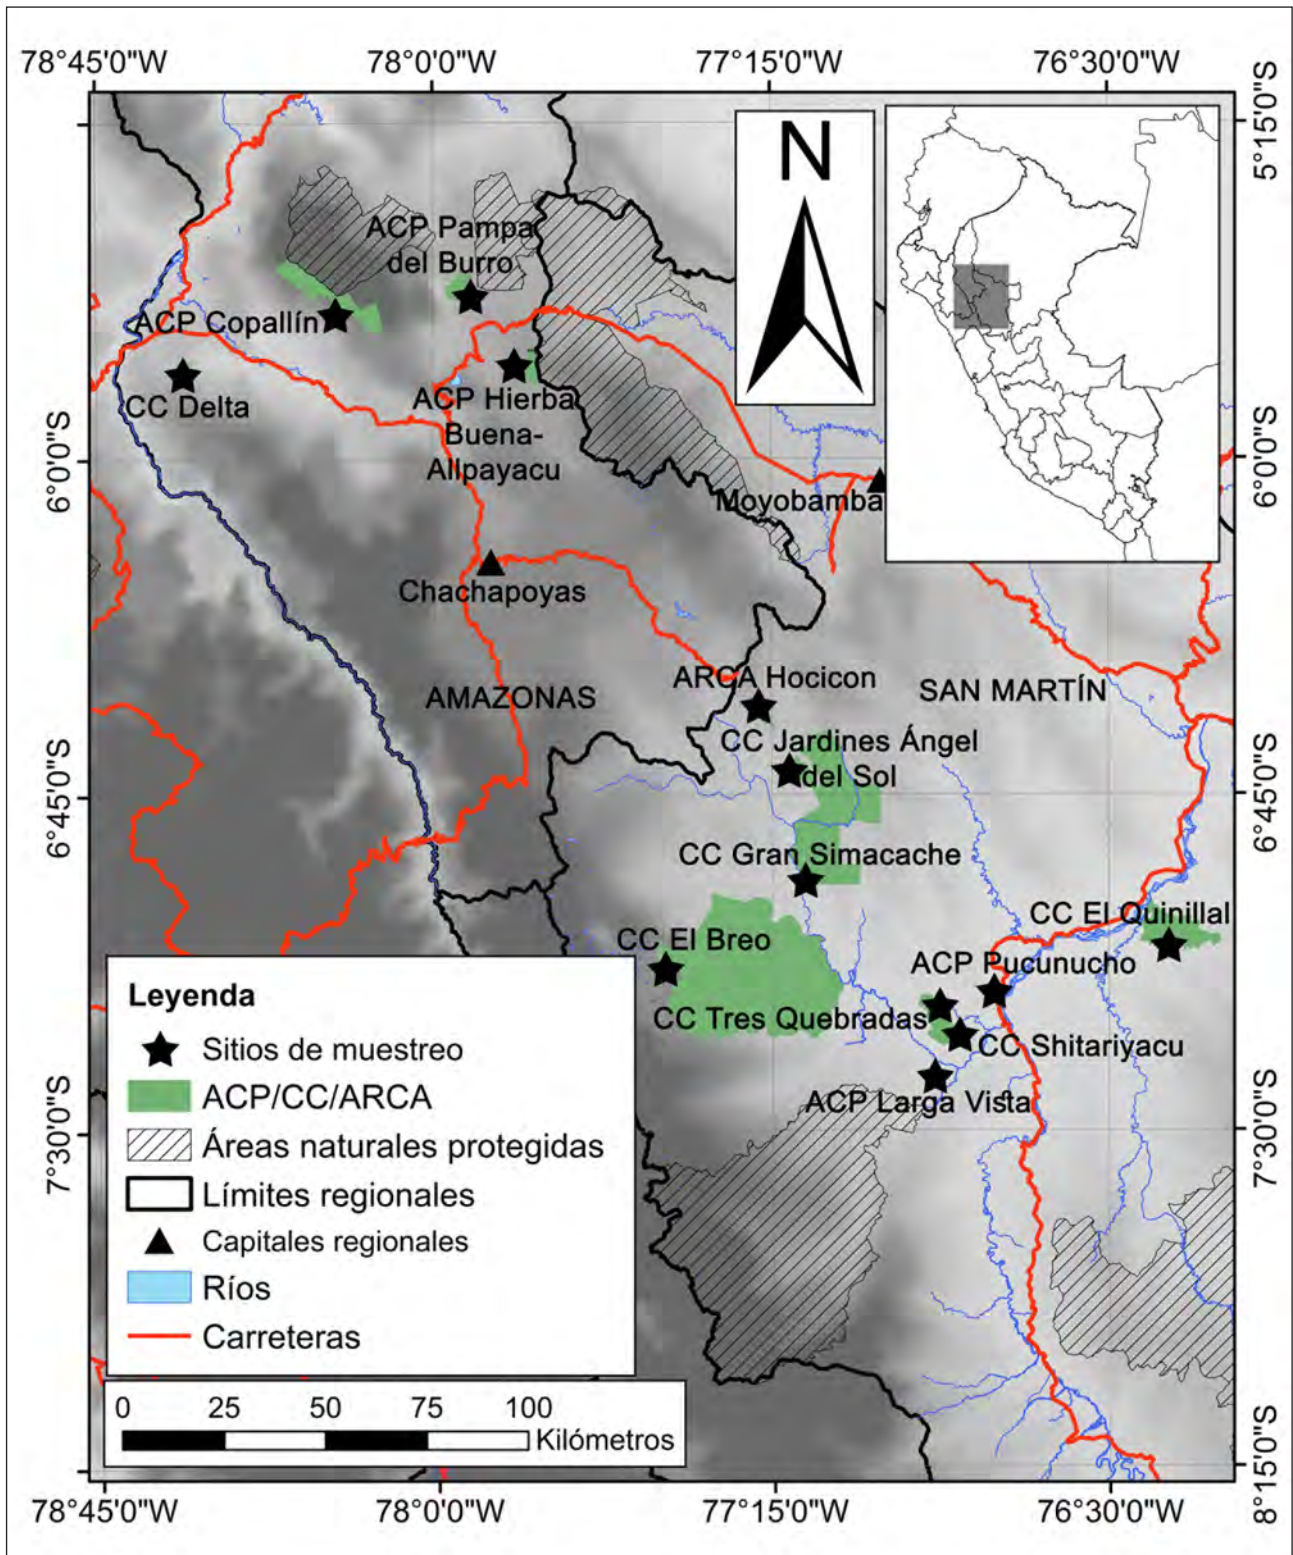 78°45'0"W
78°0'0"W
77°15'0"W
76°30'0"W
5°15'0"S
N
ACP Pampa
del Burro
ACP Copallín
CC Delta
ACP Hierba
Buena-
Allpayacu
6°0'0"S
6°0'0"S
Moyobamba
Chachapoyas
ARCA Hocicon
AMAZONAS
SAN MARTÍN
CC Jardines Ángel
del Sol
6°45'0"S
6°45'0"S
CC Gran Simacache
CC El Quinillal
CC El Breo
ACP Pucunucho
CC Tres Quebradas
CC Shitariyacu
ACP Larga Vista
7°30'0"S
7°30'0"S
Leyenda
Sitios de muestreo
ACP/CC/ARCA
Áreas naturales protegidas
Límites regionales
Capitales regionales
Ríos
Carreteras
0 25 50 75 100
Kilómetros
8°15'0"S
78°45'0"W
78°0'0"W
77°15'0"W
76°30'0"W